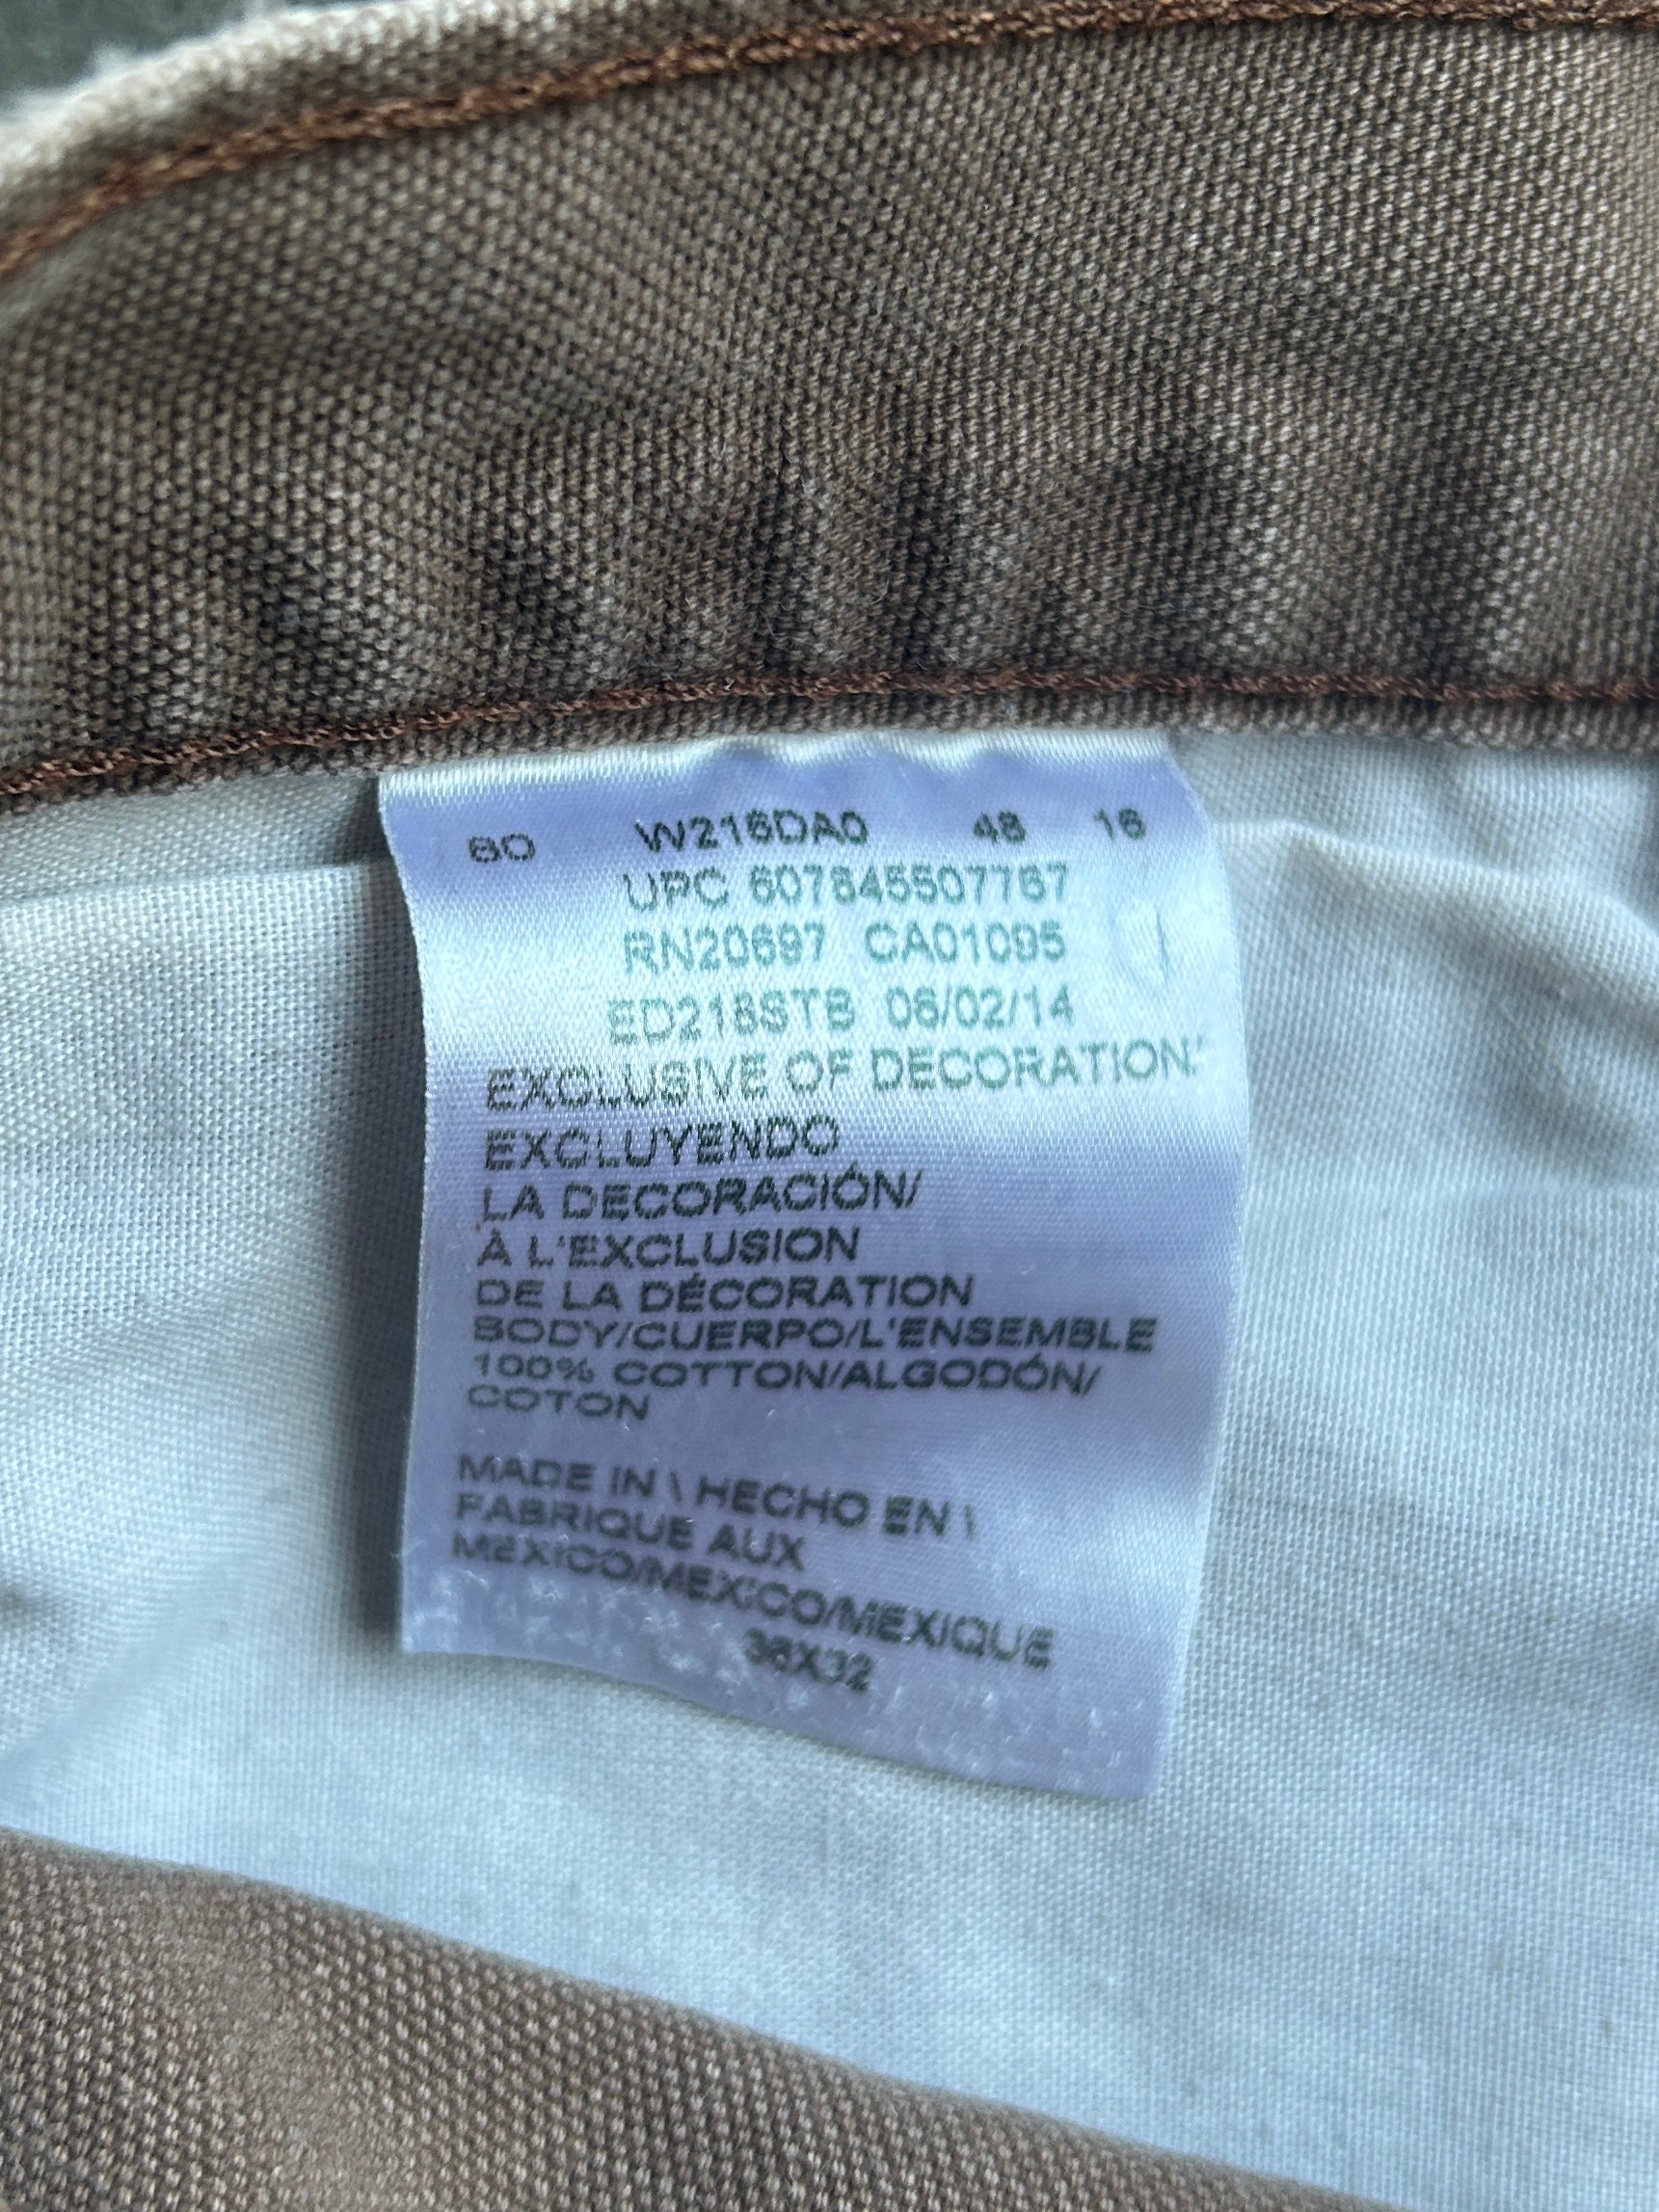 60 W216DA0 48 16
UPC 607645507767
RN20697 CA01095
ED218STB 06/02/14
EXCLUSIVE OF DECORATION/
EXCLUYENDO
LA DECORACIÓN/
À L'EXCLUSION
DE LA DÉCORATION
BODY/CUERPO/L'ENSEMBLE
100% COTTON/ALGODÓN/
COTON
MADE IN \ HECHO EN \
FABRIQUE AUX
MEXICO/MEXICO/MEXIQUE
36X32